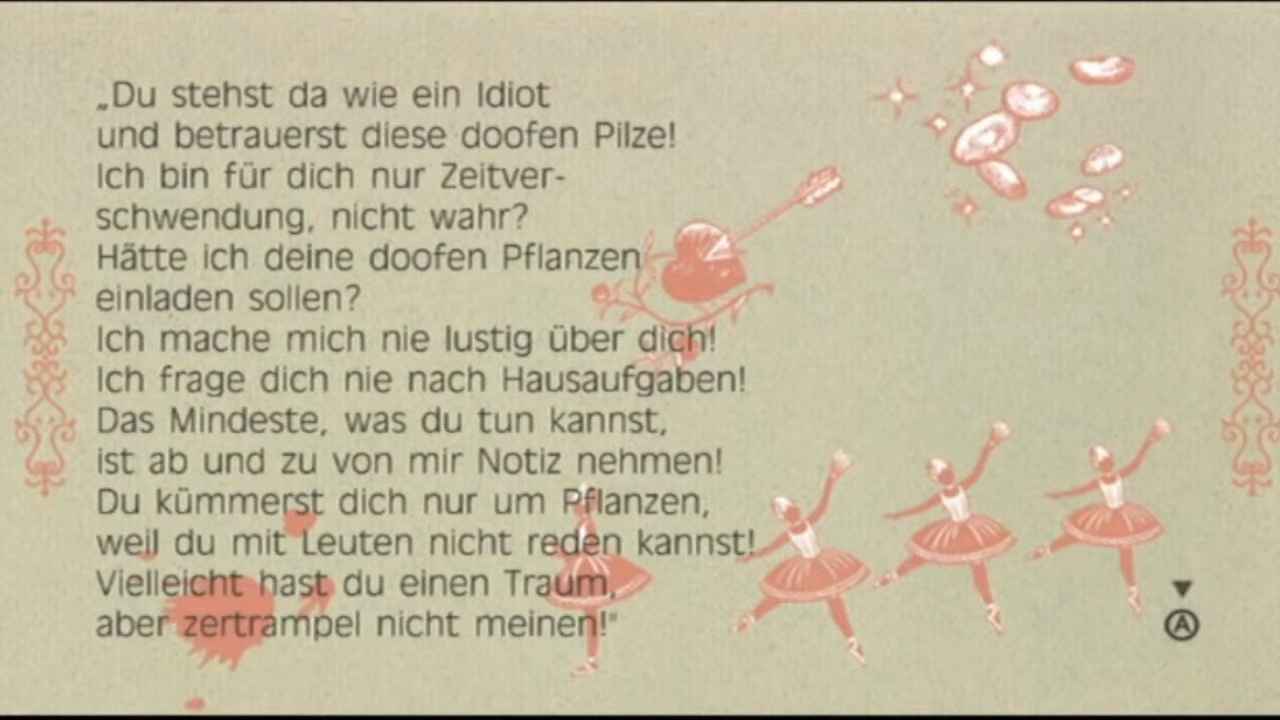 „Du stehst da wie ein Idiot
und betrauerst diese doofen Pilze!
Ich bin für dich nur Zeitver-
schwendung, nicht wahr?
Hätte ich deine doofen Pflanzen
einladen sollen?
Ich mache mich nie lustig über dich!
Ich frage dich nie nach Hausaufgaben!
Das Mindeste, was du tun kannst,
ist ab und zu von mir Notiz nehmen!
Du kümmerst dich nur um Pflanzen,
weil du mit Leuten nicht reden kannst!
Vielleicht hast du einen Traum,
aber zertrampel nicht meinen!"
A